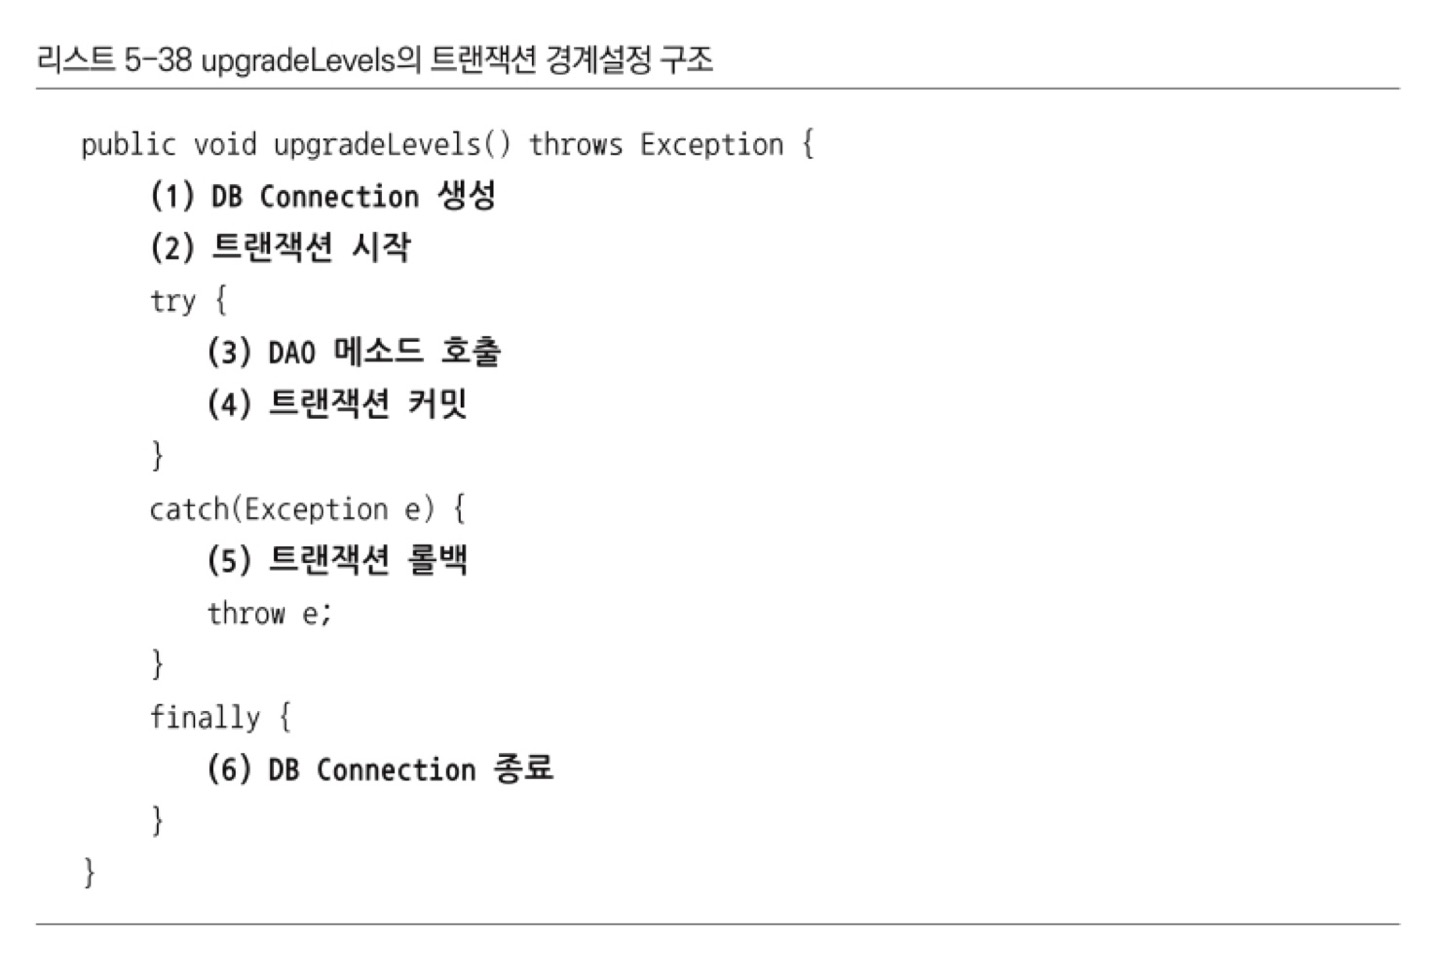 리스트 5-38 upgradeLevels의 트랜잭션 경계설정 구조
public void upgradeLevels() throws Exception {
(1) DB Connection 생성
(2) 트랜잭션 시작
try {
(3) DAO 메소드 호출
(4) 트랜잭션 커밋
}
catch(Exception e) {
(5) 트랜잭션 롤백
throw e;
}
finally {
(6) DB Connection 종료
}
}